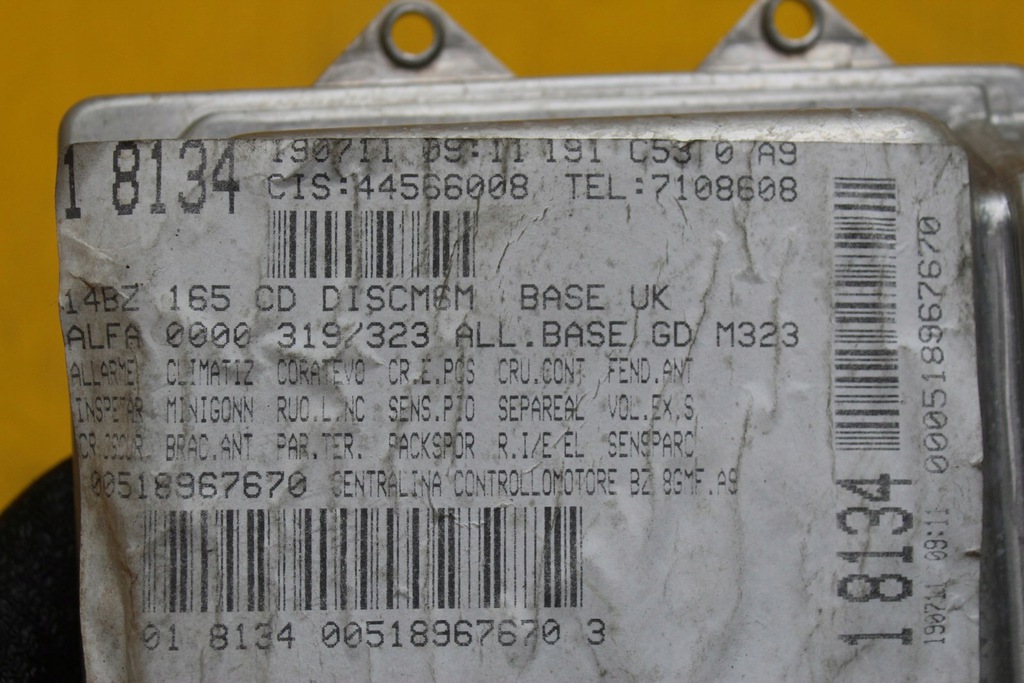 1 8134
190711 09:11 191 C53 0 A9
CIS:44566008 TEL:7108608
14BZ 165 CD DISCM6M BASE UK
ALFA 0000 319/323 ALL.BASE GD M323
ALLARME CLIMATIZ CORATEVO CR.E.POS CRU.CONT FEND.ANT
INSPETAR MINIGONN RUO.L.NC SENS.PIO SEPAREAL VOL.EX.S
CR.OSCUR BRAC.ANT PAR.TER. PACKSPOR R.I/E/EL SENSPARC
00518967670 CENTRALINA CONTROLLOMOTORE BZ 8GMF.A9
01 8134 00518967670 3
00051896767670
1 8134
190711 09:11